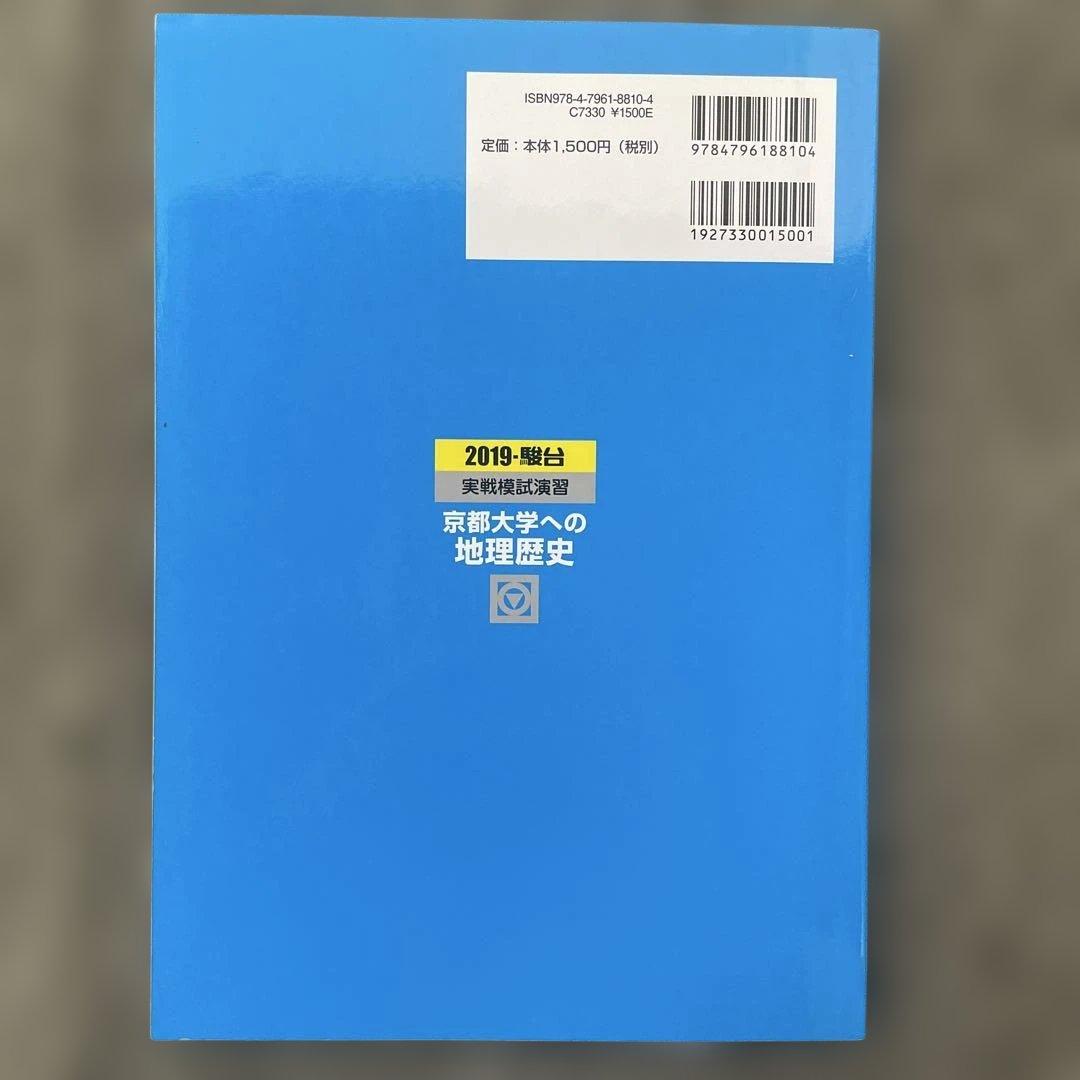 ISBN978-4-7961-8810-4
C7330 ¥1500E
定価：本体1,500円（税別）
9784796188104
1927330015001
2019-駿台
実戦模試演習
京都大学への
地理歴史